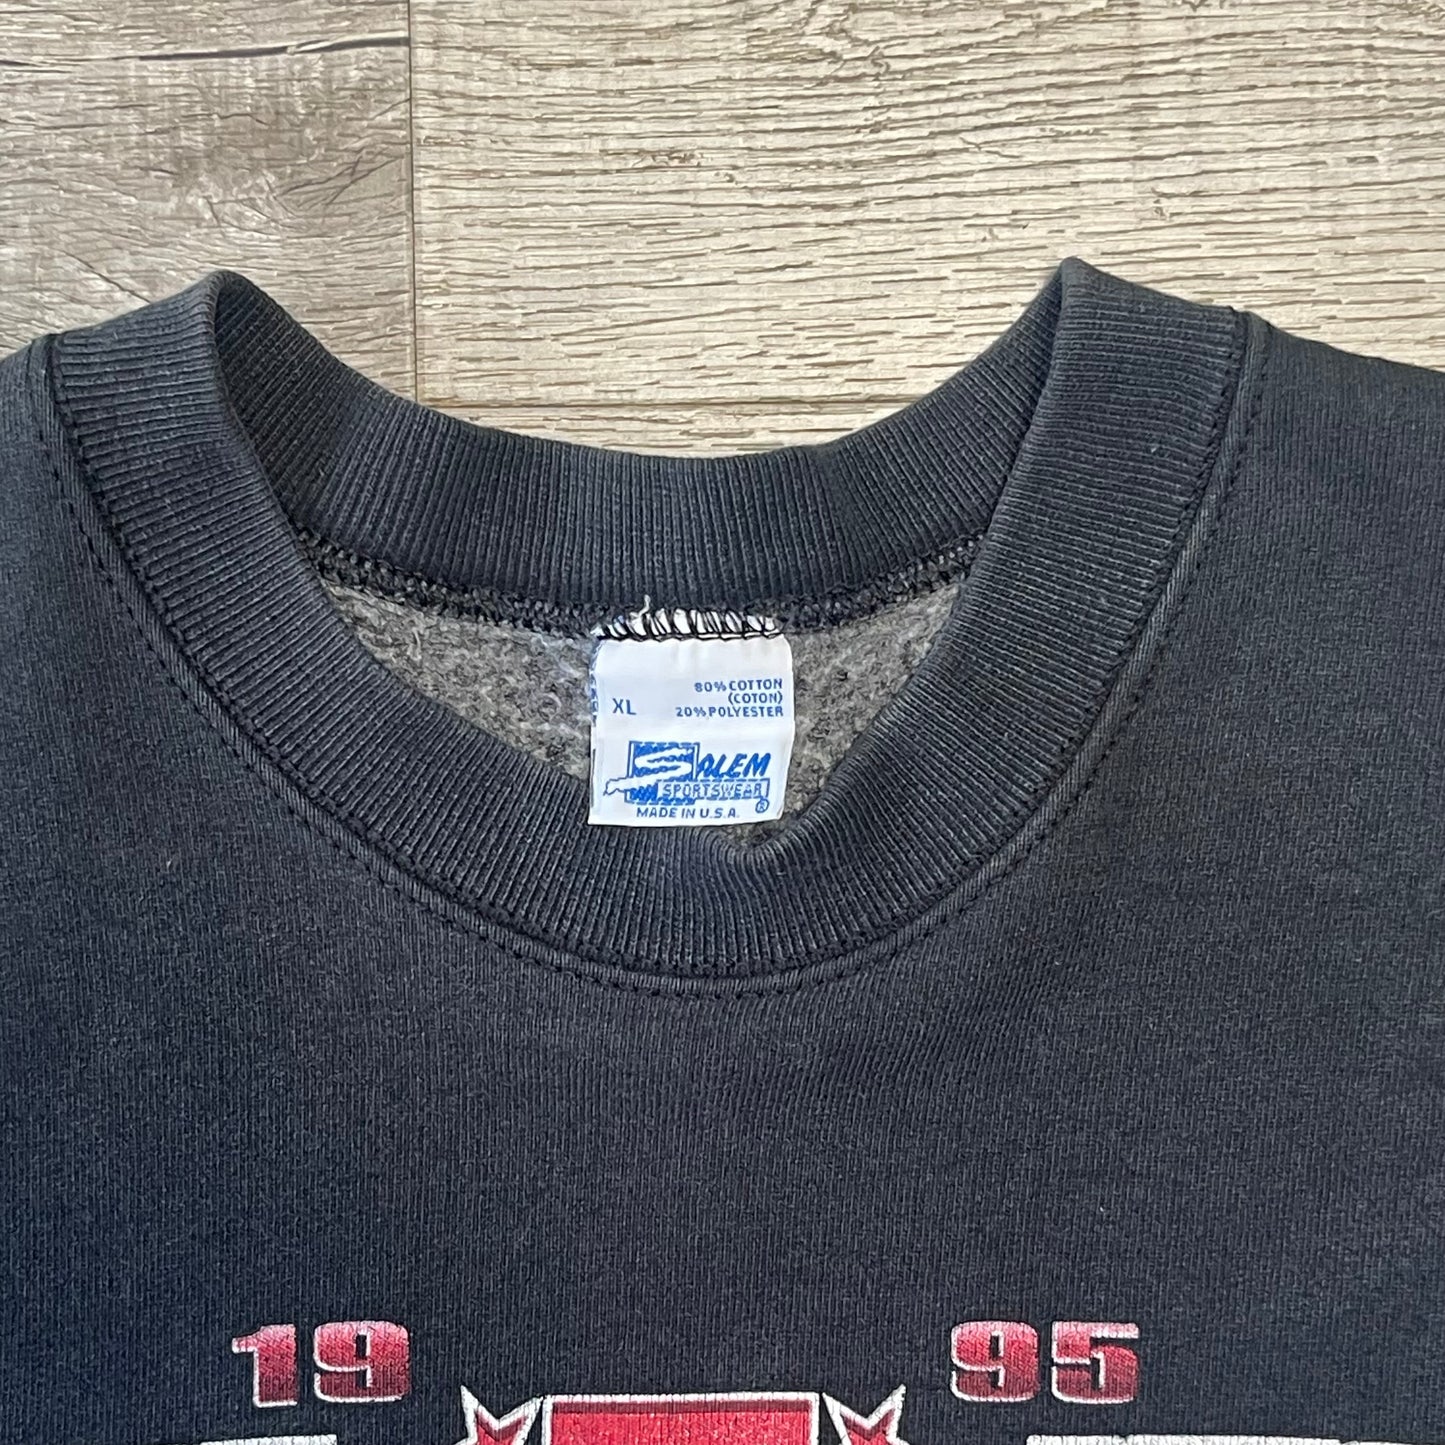 80% COTTON
(COTON)
XL 20% POLYESTER
SALEM
SPORTSWEAR ®
MADE IN U.S.A.
19 95